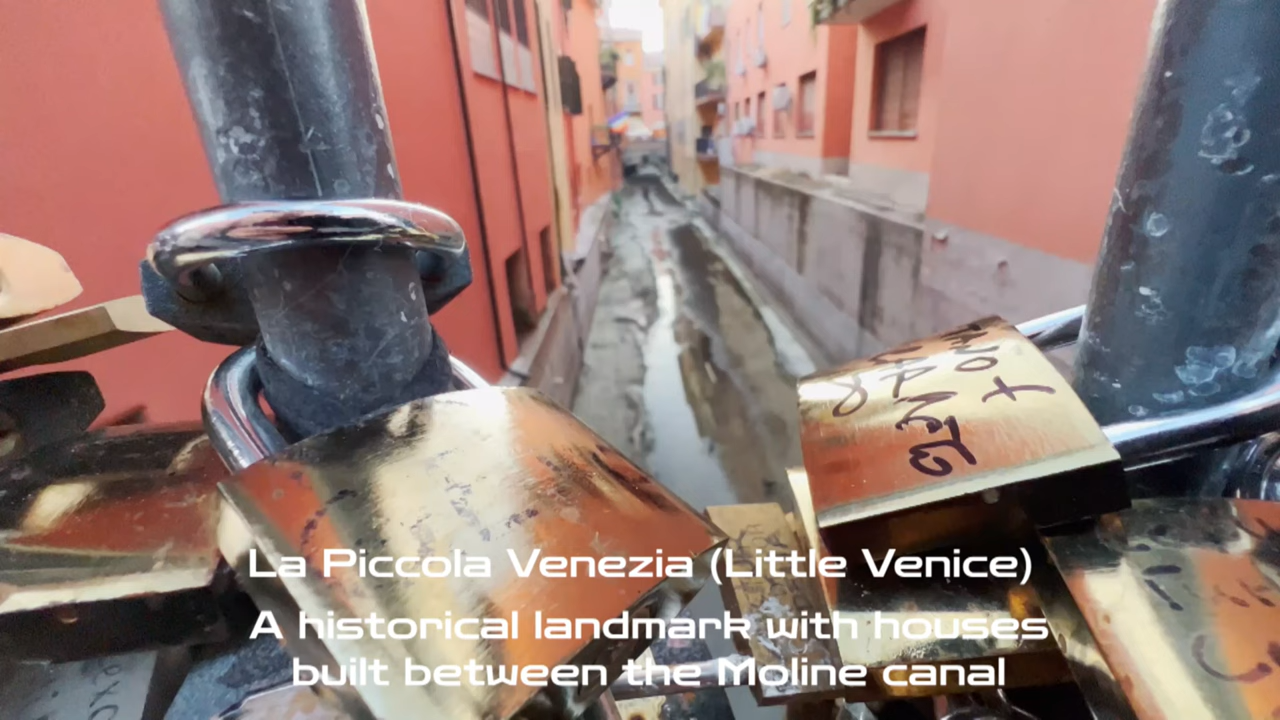 La Piccola Venezia (Little Venice)
A historical landmark with houses
built between the Moline canal